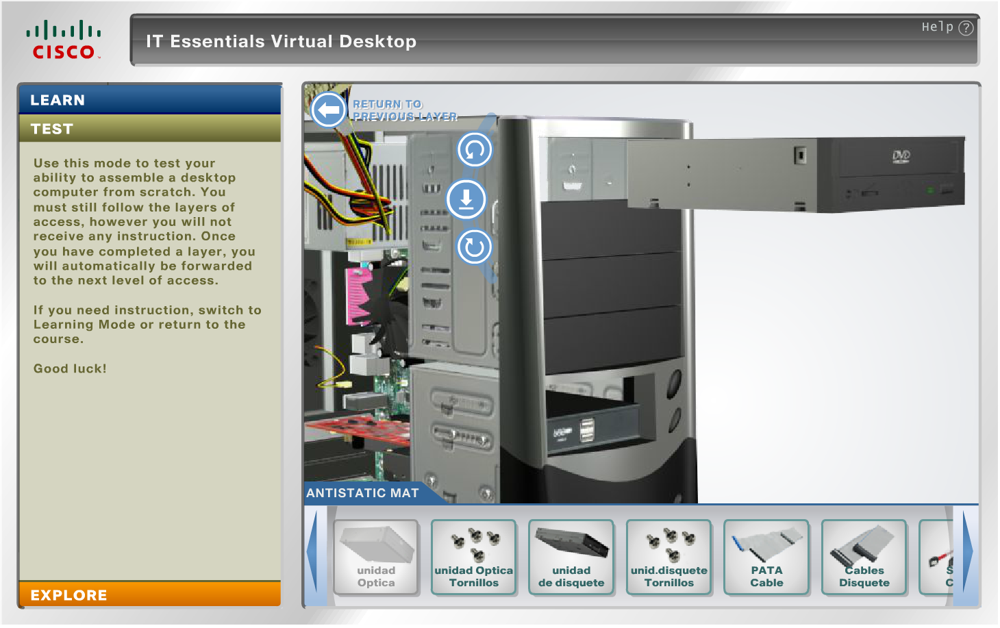 CISCO
IT Essentials Virtual Desktop
Help ?
LEARN
TEST
Use this mode to test your
ability to assemble a desktop
computer from scratch. You
must still follow the layers of
access, however you will not
receive any instruction. Once
you have completed a layer, you
will automatically be forwarded
to the next level of access.
If you need instruction, switch to
Learning Mode or return to the
course.
Good luck!
EXPLORE
RETURN TO
PREVIOUS LAYER
DVD
ANTISTATIC MAT
unidad
Optica
unidad Optica
Tornillos
unidad
de disquete
unid.disquete
Tornillos
PATA
Cable
Cables
Disquete
S
C